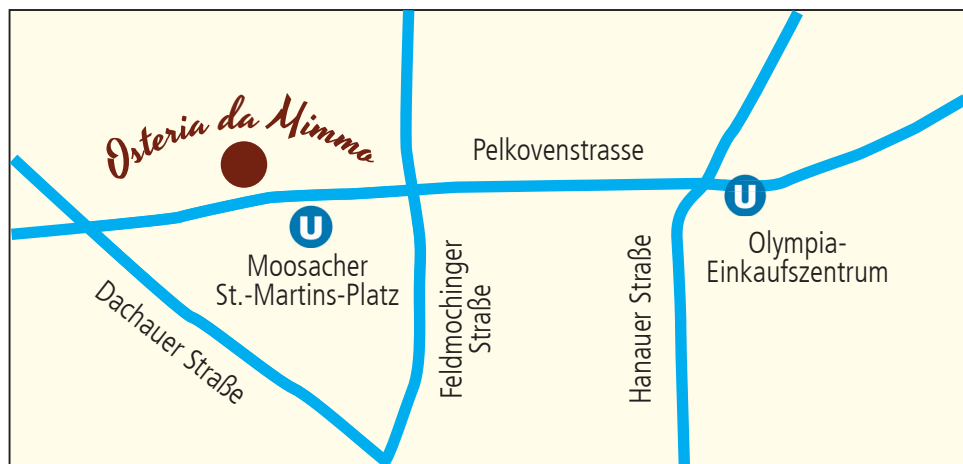 Osteria da Mimmo
Pelkovenstrasse
U
Moosacher
St.-Martins-Platz
U
Olympia-
Einkaufszentrum
Dachauer Straße
Feldmochinger
Straße
Hanauer Straße